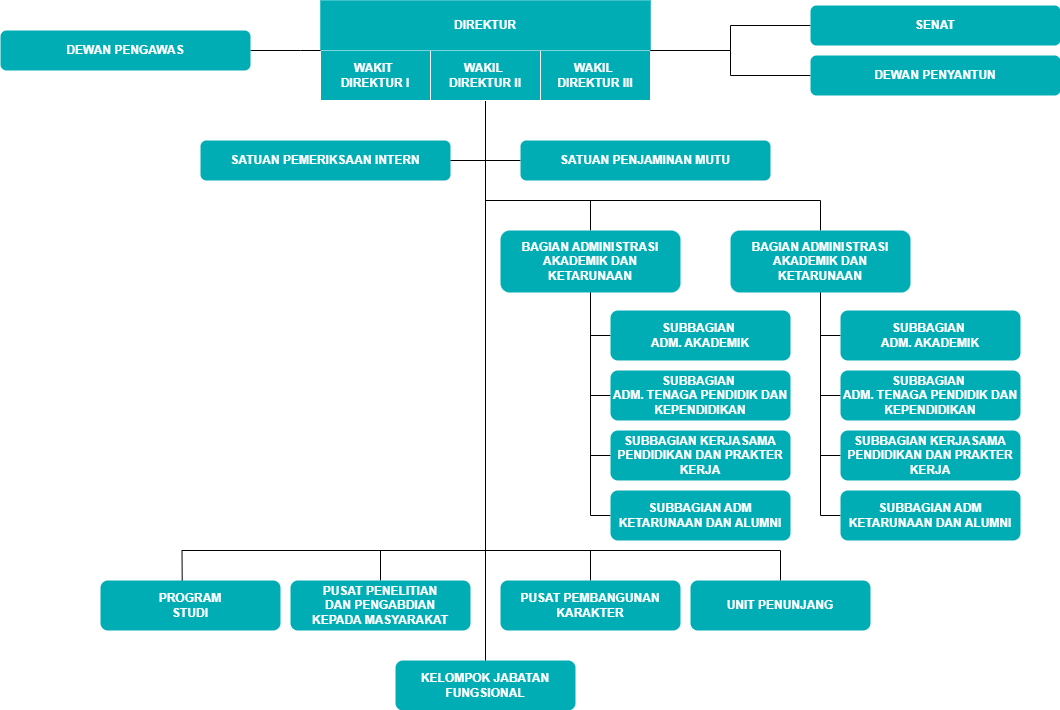 DIREKTUR
DEWAN PENGAWAS
SENAT
DEWAN PENYANTUN
WAKIT
DIREKTUR I
WAKIL
DIREKTUR II
WAKIL
DIREKTUR III
SATUAN PEMERIKSAAN INTERN
SATUAN PENJAMINAN MUTU
BAGIAN ADMINISTRASI
AKADEMIK DAN
KETARUNAAN
BAGIAN ADMINISTRASI
AKADEMIK DAN
KETARUNAAN
SUBBAGIAN
ADM. AKADEMIK
SUBBAGIAN
ADM. TENAGA PENDIDIK DAN
KEPENDIDIKAN
SUBBAGIAN KERJASAMA
PENDIDIKAN DAN PRAKTER
KERJA
SUBBAGIAN ADM
KETARUNAAN DAN ALUMNI
SUBBAGIAN
ADM. AKADEMIK
SUBBAGIAN
ADM. TENAGA PENDIDIK DAN
KEPENDIDIKAN
SUBBAGIAN KERJASAMA
PENDIDIKAN DAN PRAKTER
KERJA
SUBBAGIAN ADM
KETARUNAAN DAN ALUMNI
PROGRAM
STUDI
PUSAT PENELITIAN
DAN PENGABDIAN
KEPADA MASYARAKAT
PUSAT PEMBANGUNAN
KARAKTER
UNIT PENUNJANG
KELOMPOK JABATAN
FUNGSIONAL